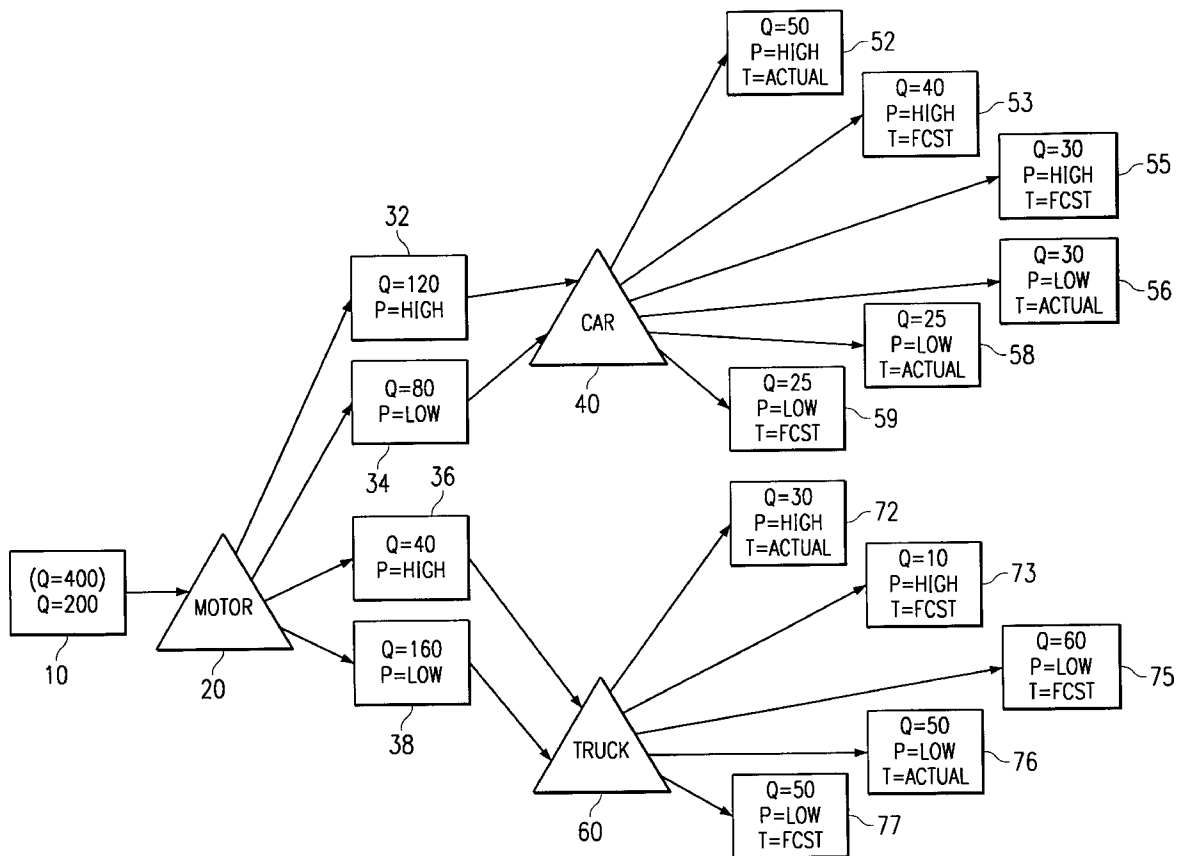 Q=50
P=HIGH
T=ACTUAL
52
Q=40
P=HIGH
T=FCST
53
Q=30
P=HIGH
T=FCST
55
32
Q=120
P=HIGH
CAR
40
Q=30
P=LOW
T=ACTUAL
56
Q=25
P=LOW
T=ACTUAL
58
Q=80
P=LOW
34
Q=25
P=LOW
T=FCST
59
36
Q=40
P=HIGH
Q=30
P=HIGH
T=ACTUAL
72
(Q=400)
Q=200
10
MOTOR
20
Q=10
P=HIGH
T=FCST
73
Q=160
P=LOW
38
Q=60
P=LOW
T=FCST
75
TRUCK
60
Q=50
P=LOW
T=ACTUAL
76
Q=50
P=LOW
T=FCST
77